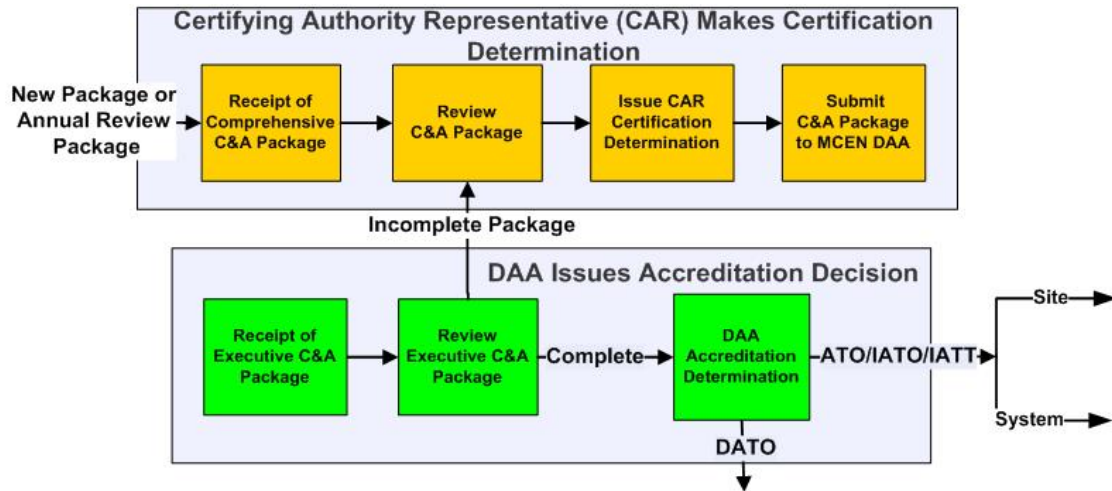 Certifying Authority Representative (CAR) Makes Certification
Determination
New Package or
Annual Review
Package
Receipt of
Comprehensive
C&A Package
Review
C&A Package
Issue CAR
Certification
Determination
Submit
C&A Package
to MCEN DAA
Incomplete Package
DAA Issues Accreditation Decision
Receipt of
Executive C&A
Package
Review
Executive C&A
Package
Complete
DAA
Accreditation
Determination
ATO/IATO/IATT
Site
System
DATO